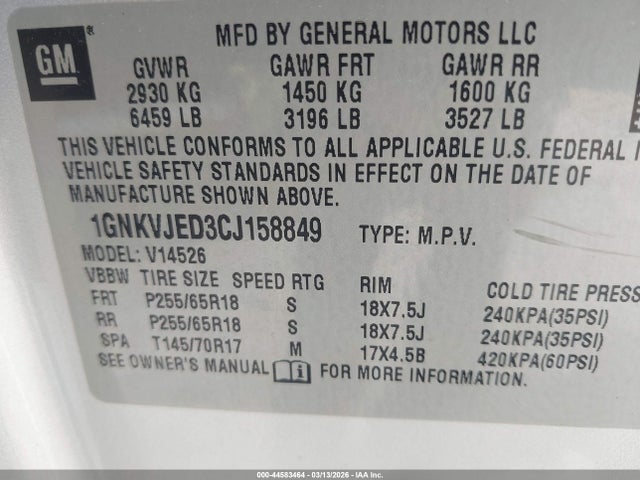 GM
MFD BY GENERAL MOTORS LLC
GVWR GAWR FRT GAWR RR
2930 KG 1450 KG 1600 KG
6459 LB 3196 LB 3527 LB
THIS VEHICLE CONFORMS TO ALL APPLICABLE U.S. FEDERAL
VEHICLE SAFETY STANDARDS IN EFFECT ON THE DATE OF
MANUFACTURE SHOWN ABOVE.
1GNKVJED3CJ158849 TYPE: M.P.V.
MODEL: V14526
VBBW TIRE SIZE SPEED RTG RIM COLD TIRE PRESS
FRT P255/65R18 S 18X7.5J 240KPA(35PSI)
RR P255/65R18 S 18X7.5J 240KPA(35PSI)
SPA T145/70R17 M 17X4.5B 420KPA(60PSI)
SEE OWNER'S MANUAL i FOR MORE INFORMATION.
000-44583464 | 03/13/2026 | IAA Inc.